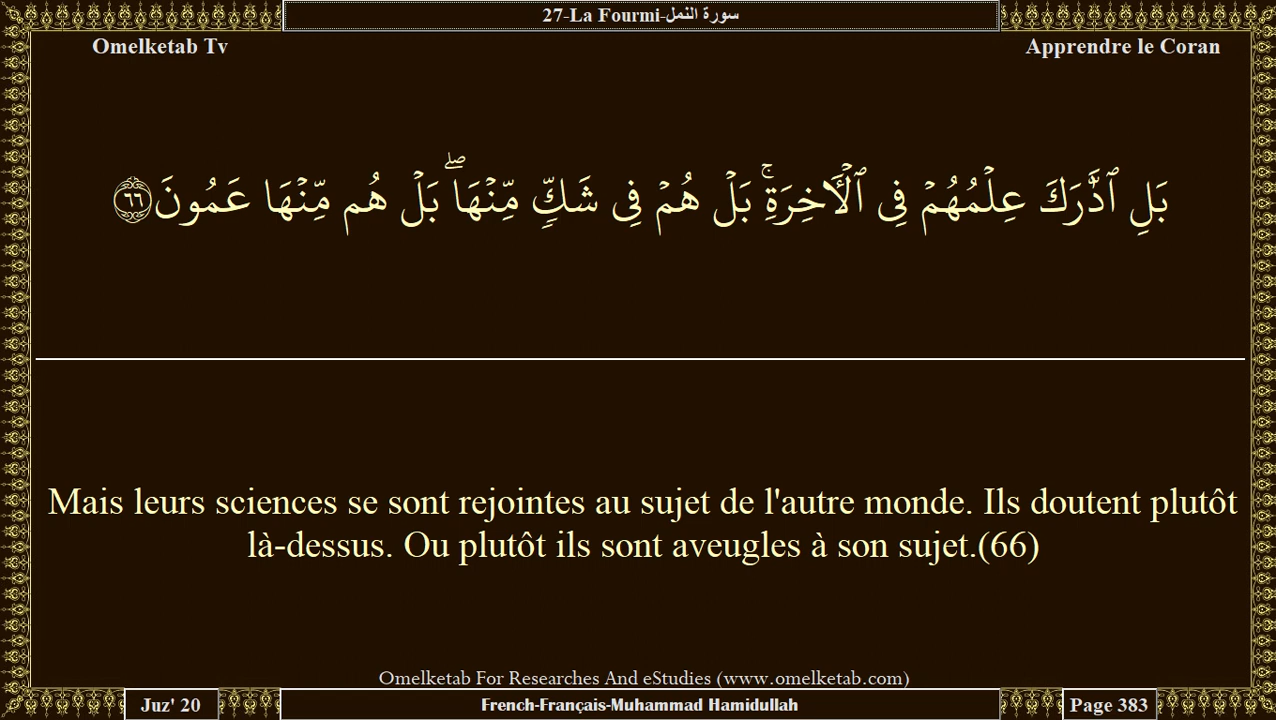 27-La Fourmi-سورة النمل
Omelketab Tv
Apprendre le Coran
بَلِ ٱدَّٰرَكَ عِلْمُهُمْ فِى ٱلْـَٔاخِرَةِ ۚ بَلْ هُمْ فِى شَكٍّ مِّنْهَا ۖ بَلْ هُم مِّنْهَا عَمُونَ ٦٦
Mais leurs sciences se sont rejointes au sujet de l'autre monde. Ils doutent plutôt
là-dessus. Ou plutôt ils sont aveugles à son sujet.(66)
Omelketab For Researches And eStudies (www.omelketab.com)
Juz' 20
French-Français-Muhammad Hamidullah
Page 383